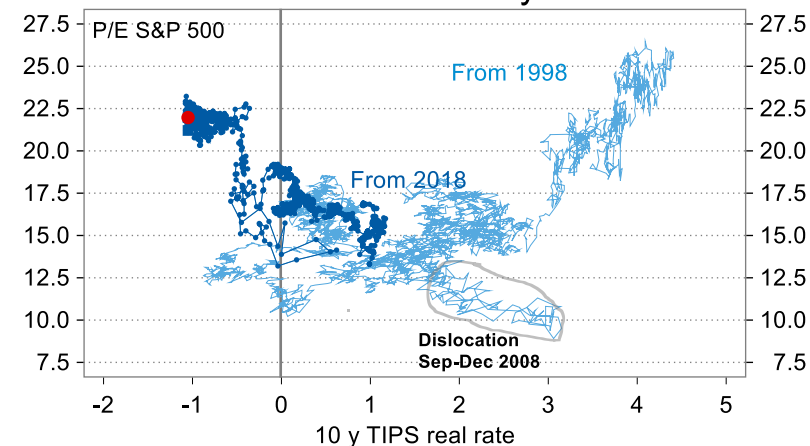 27.5
25.0
22.5
20.0
17.5
15.0
12.5
10.0
7.5
P/E S&P 500
From 1998
From 2018
Dislocation
Sep-Dec 2008
27.5
25.0
22.5
20.0
17.5
15.0
12.5
10.0
7.5
-2 -1 0 1 2 3 4 5
10 y TIPS real rate